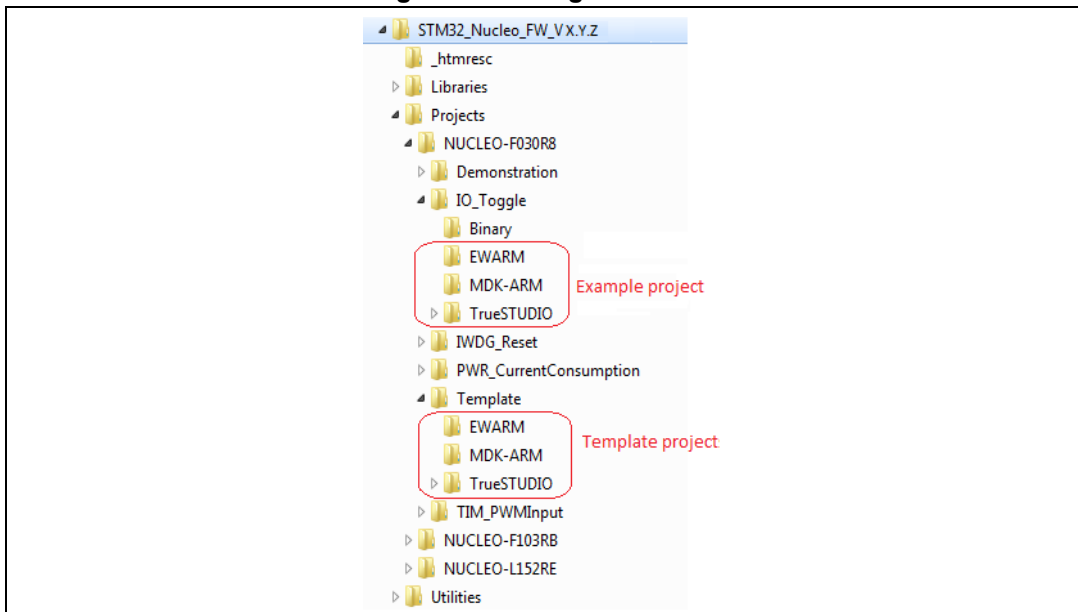 STM32_Nucleo_FW_V X.Y.Z
_htmresc
Libraries
Projects
NUCLEO-F030R8
Demonstration
IO_Toggle
Binary
EWARM
MDK-ARM
Example project
TrueSTUDIO
IWDG_Reset
PWR_CurrentConsumption
Template
EWARM
Template project
MDK-ARM
TrueSTUDIO
TIM_PWMInput
NUCLEO-F103RB
NUCLEO-L152RE
Utilities